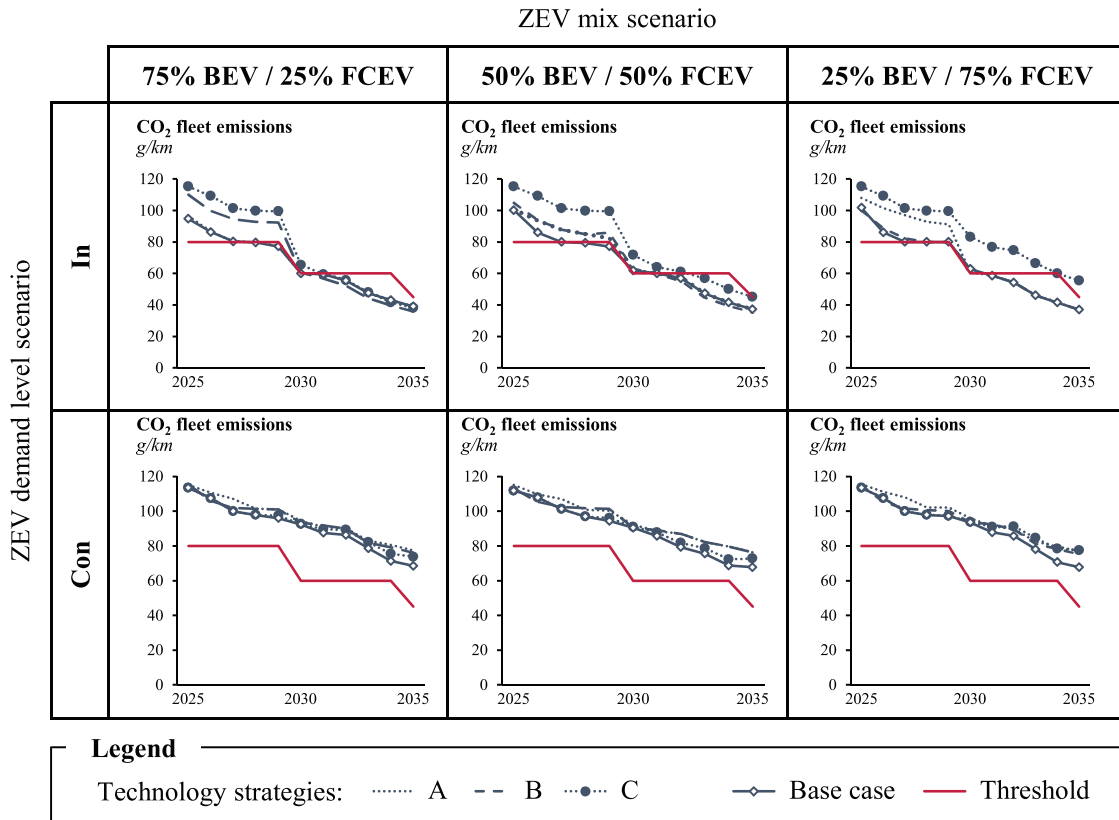 ZEV mix scenario
75% BEV / 25% FCEV
50% BEV / 50% FCEV
25% BEV / 75% FCEV
ZEV demand level scenario
In
CO₂ fleet emissions
g/km
120
100
80
60
40
20
0
2025
2030
2035
CO₂ fleet emissions
g/km
120
100
80
60
40
20
0
2025
2030
2035
CO₂ fleet emissions
g/km
120
100
80
60
40
20
0
2025
2030
2035
Con
CO₂ fleet emissions
g/km
120
100
80
60
40
20
0
2025
2030
2035
CO₂ fleet emissions
g/km
120
100
80
60
40
20
0
2025
2030
2035
CO₂ fleet emissions
g/km
120
100
80
60
40
20
0
2025
2030
2035
Legend
Technology strategies: A B C Base case Threshold